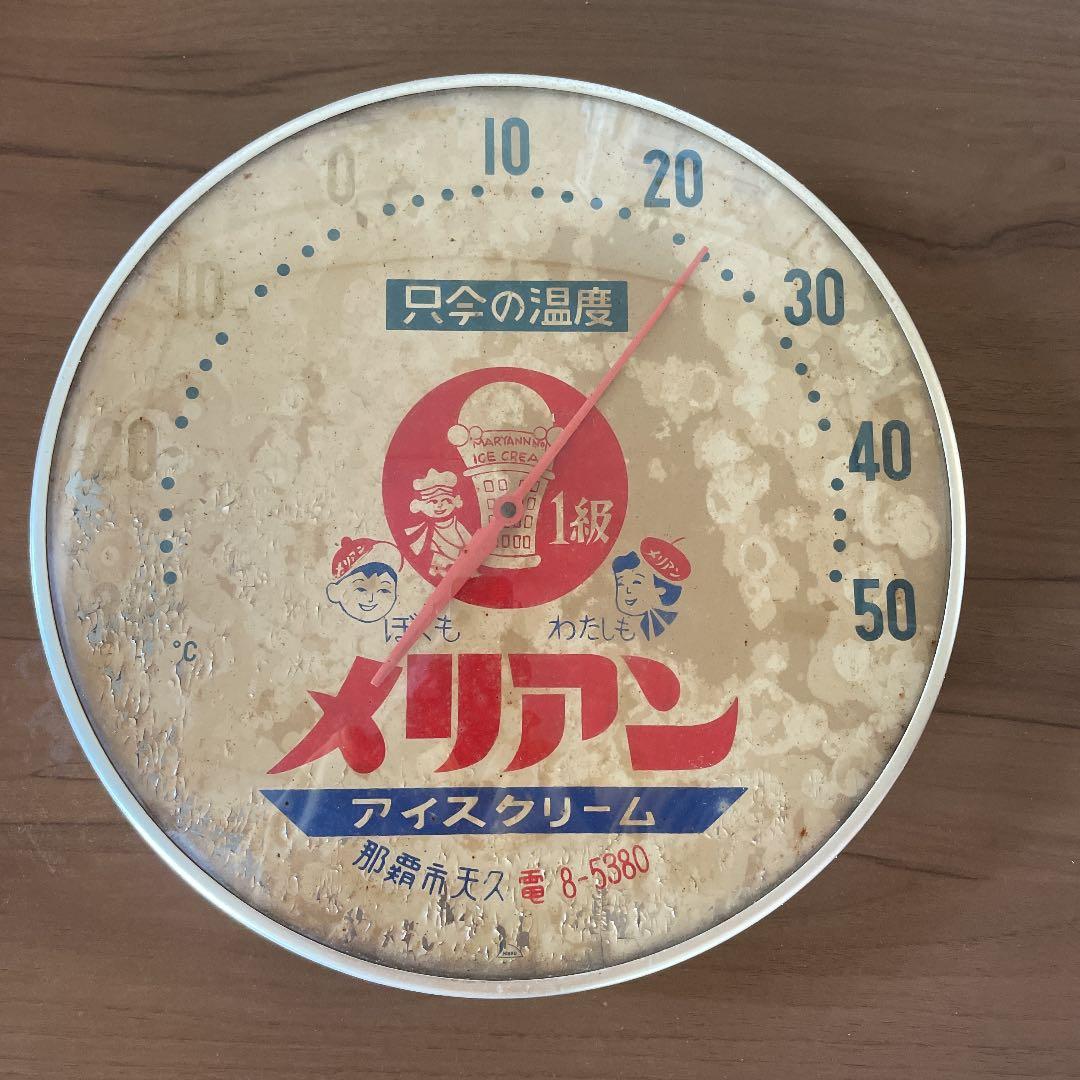 -20
-10
0
10
20
30
40
50
℃
只今の温度
MARYANN
ICE CREAM
1級
メリアン
メリアン
ぼくも
わたしも
メリアン
アイスクリーム
那覇市天久 電 8-5380